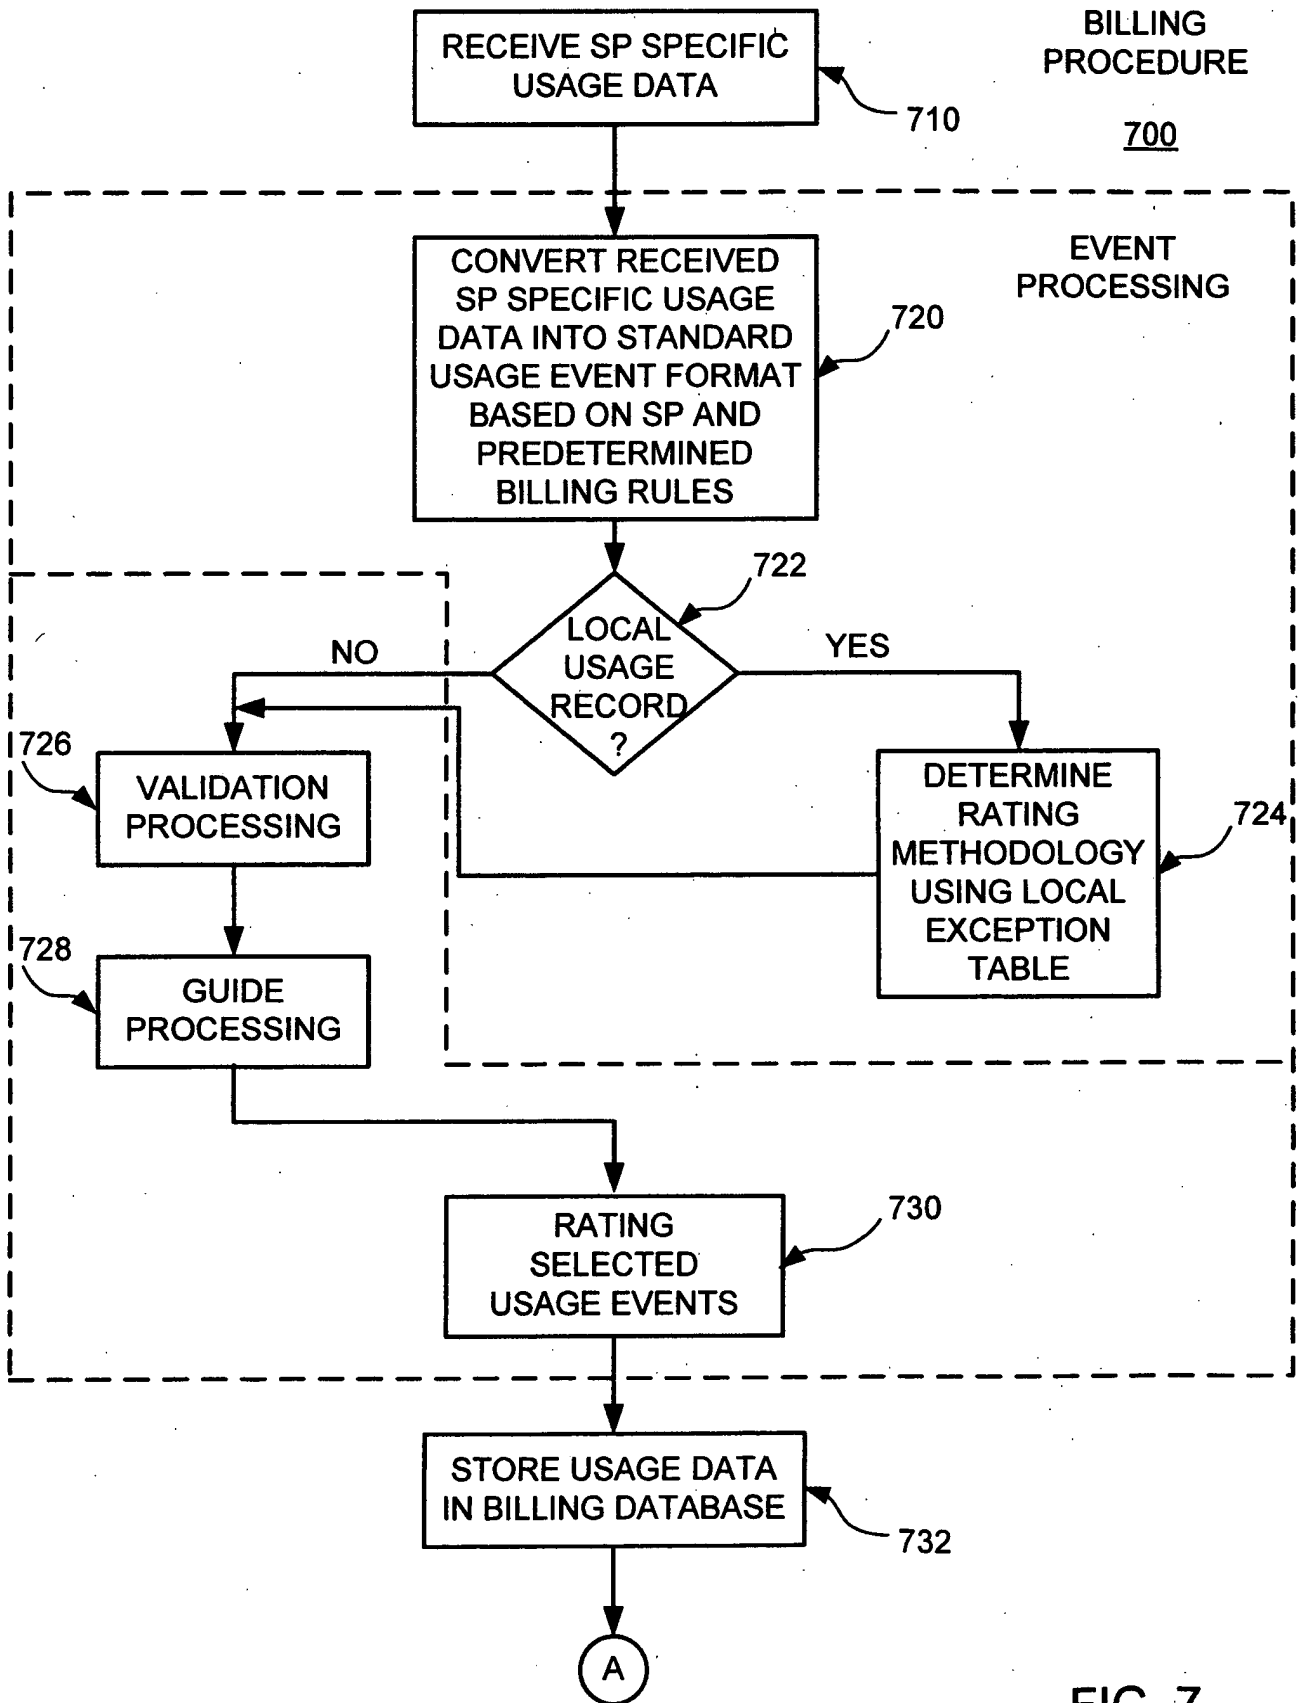 RECEIVE SP SPECIFIC
USAGE DATA
710
BILLING
PROCEDURE
700
EVENT
PROCESSING
CONVERT RECEIVED
SP SPECIFIC USAGE
DATA INTO STANDARD
USAGE EVENT FORMAT
BASED ON SP AND
PREDETERMINED
BILLING RULES
720
722
LOCAL
USAGE
RECORD
?
NO
YES
726
VALIDATION
PROCESSING
DETERMINE
RATING
METHODOLOGY
USING LOCAL
EXCEPTION
TABLE
724
728
GUIDE
PROCESSING
RATING
SELECTED
USAGE EVENTS
730
STORE USAGE DATA
IN BILLING DATABASE
732
A
FIG. 7